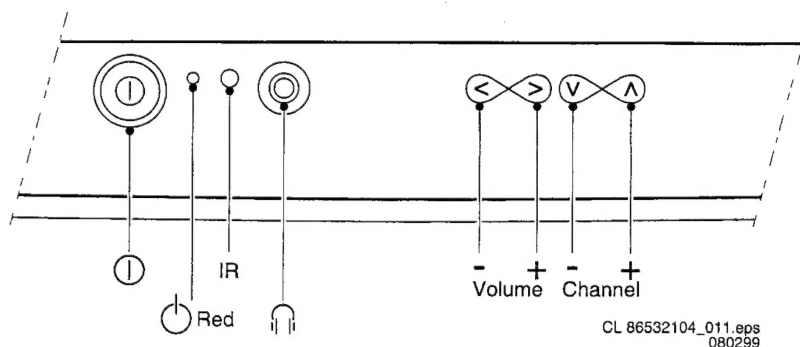 IR
Red
- +
Volume
- +
Channel
CL 86532104_011.eps
080299